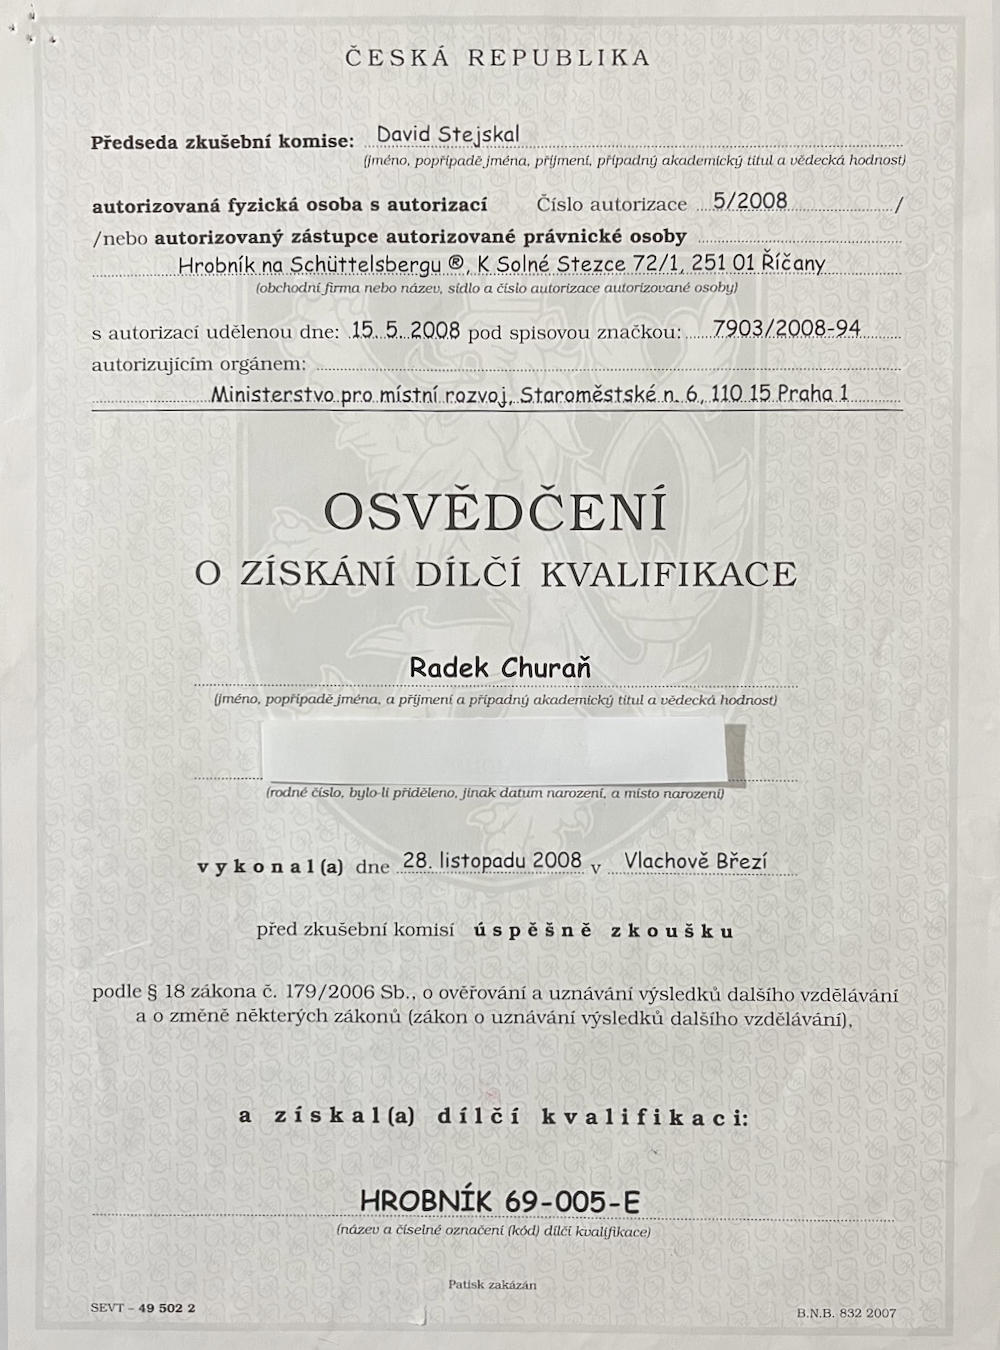 ČESKÁ REPUBLIKA
Předseda zkušební komise: David Stejskal
(jméno, popřípadě jména, příjmení, případný akademický titul a vědecká hodnost)
autorizovaná fyzická osoba s autorizací Číslo autorizace 5/2008 /
/nebo autorizovaný zástupce autorizované právnické osoby
Hrobník na Schüttelsbergu ®, K Solné Stezce 72/1, 251 01 Říčany
(obchodní firma nebo název, sídlo a číslo autorizace autorizované osoby)
s autorizací udělenou dne: 15. 5. 2008 pod spisovou značkou: 7903/2008-94
autorizujícím orgánem:
Ministerstvo pro místní rozvoj, Staroměstské n. 6, 110 15 Praha 1
OSVĚDČENÍ
O ZÍSKÁNÍ DÍLČÍ KVALIFIKACE
Radek Churaň
(jméno, popřípadě jména, a příjmení a případný akademický titul a vědecká hodnost)
(rodné číslo, bylo-li přiděleno, jinak datum narození, a místo narození)
vykonal(a) dne 28. listopadu 2008 v Vlachově Březí
před zkušební komisí úspěšně zkoušku
podle § 18 zákona č. 179/2006 Sb., o ověřování a uznávání výsledků dalšího vzdělávání
a o změně některých zákonů (zákon o uznávání výsledků dalšího vzdělávání),
a získal(a) dílčí kvalifikaci:
HROBNÍK 69-005-E
(název a číselné označení (kód) dílčí kvalifikace)
Patisk zakázán
SEVT – 49 502 2
B.N.B. 832 2007